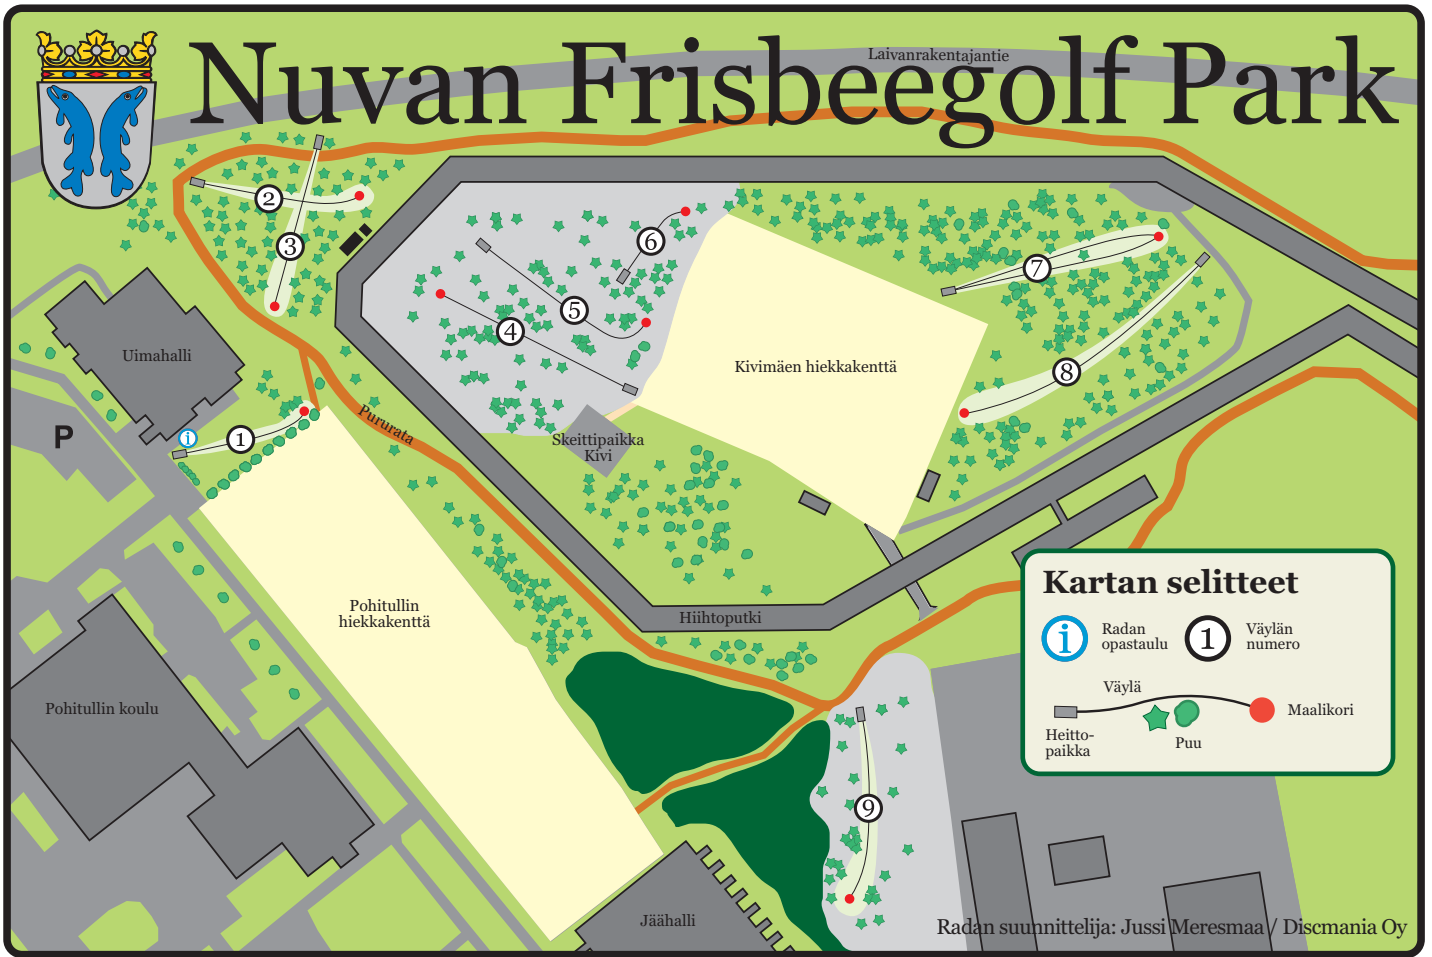 Nuvan Frisbeegolf Park
Laivanrakentajantie
2
3
6
7
5
4
8
Uimahalli
Kivimäen hiekkakenttä
P
i
1
Pururata
Skeittipaikka
Kivi
Pohitullin
hiekkakenttä
Hiihtoputki
Pohitullin koulu
9
Jäähalli
Kartan selitteet
i
Radan
opastaulu
1
Väylän
numero
Väylä
Heitto-
paikka
Puu
Maalikori
Radan suunnittelija: Jussi Meresmaa / Discmania Oy